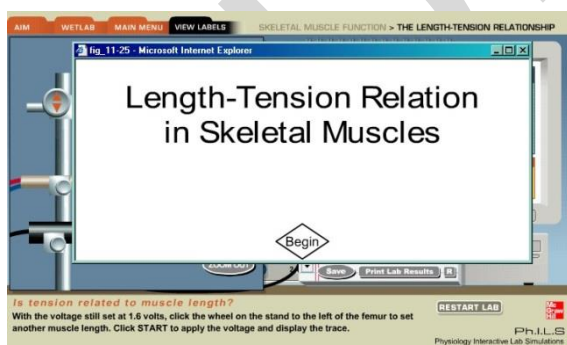 AIM WETLAB MAIN MENU VIEW LABELS SKELETAL MUSCLE FUNCTION > THE LENGTH-TENSION RELATIONSHIP
fig_11-25 - Microsoft Internet Explorer
Length-Tension Relation
in Skeletal Muscles
Begin
ZOOM OUT
Save Print Lab Results R
Is tension related to muscle length?
With the voltage still set at 1.6 volts, click the wheel on the stand to the left of the femur to set
another muscle length. Click START to apply the voltage and display the trace.
RESTART LAB
Ph.I.L.S
Physiology Interactive Lab Simulations